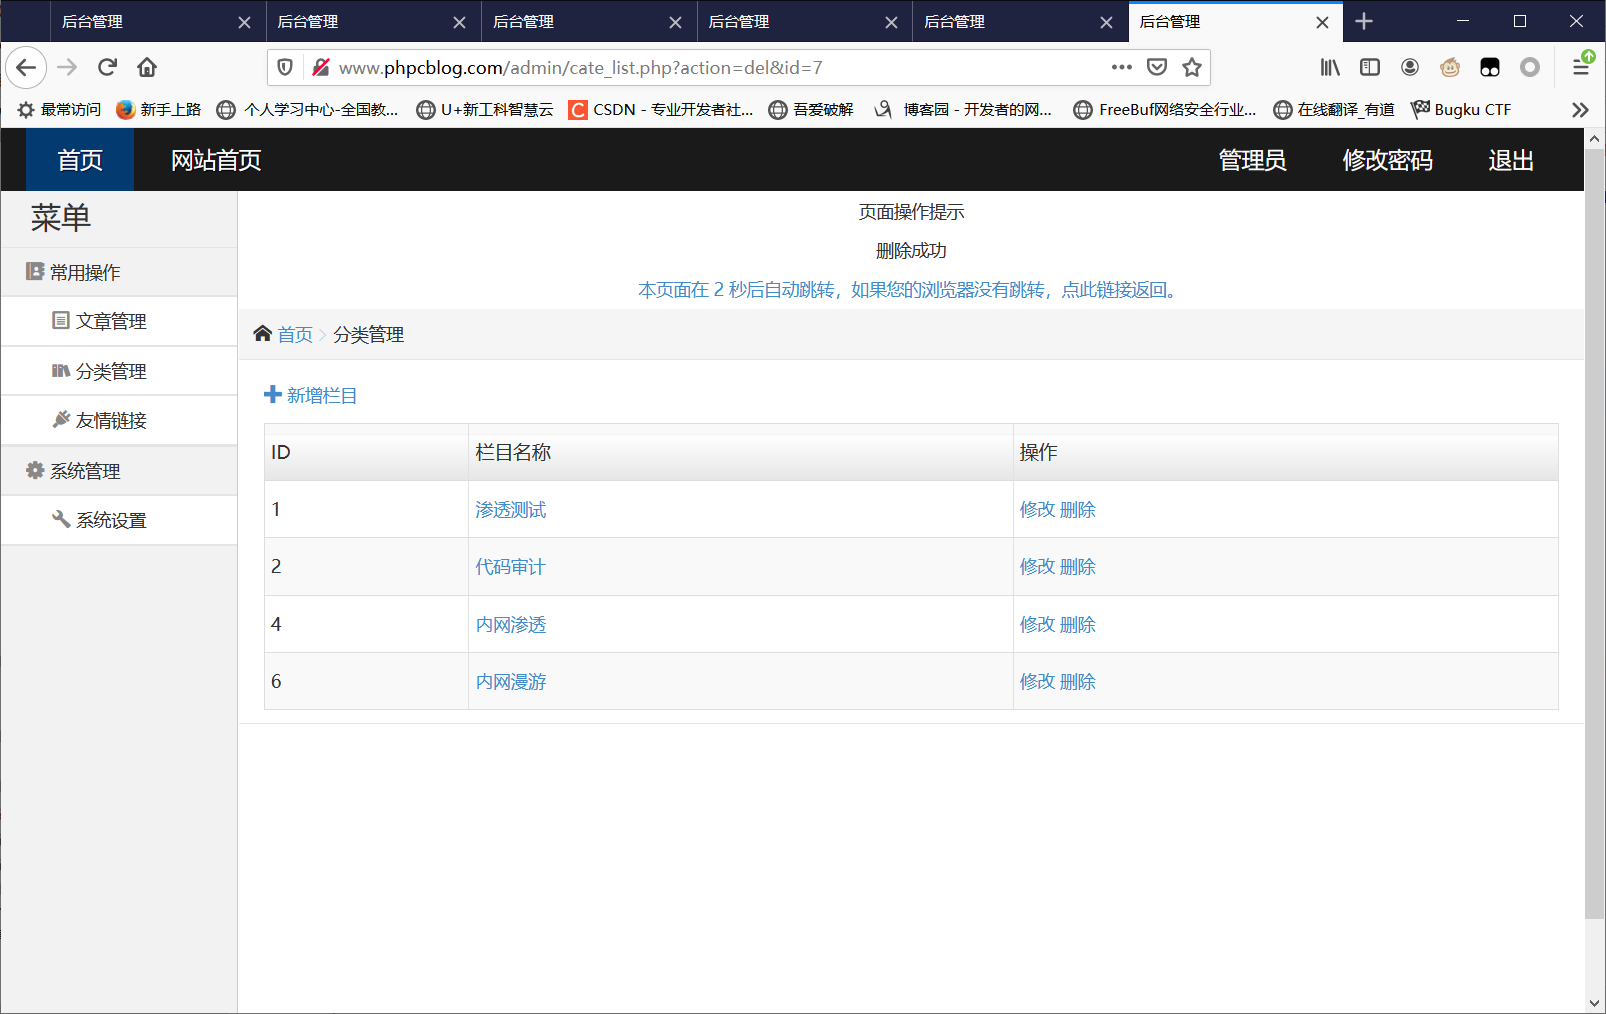 后台管理 后台管理 后台管理 后台管理 后台管理 后台管理
www.phpcblog.com/admin/cate_list.php?action=del&id=7
最常访问 新手上路 个人学习中心-全国教... U+新工科智慧云 CSDN - 专业开发者社... 吾爱破解 博客园 - 开发者的网... FreeBuf网络安全行业... 在线翻译_有道 Bugku CTF
首页 网站首页 管理员 修改密码 退出
菜单
常用操作
文章管理
分类管理
友情链接
系统管理
系统设置
页面操作提示
删除成功
本页面在 2 秒后自动跳转，如果您的浏览器没有跳转，点此链接返回。
首页 > 分类管理
新增栏目
ID 栏目名称 操作
1 渗透测试 修改 删除
2 代码审计 修改 删除
4 内网渗透 修改 删除
6 内网漫游 修改 删除